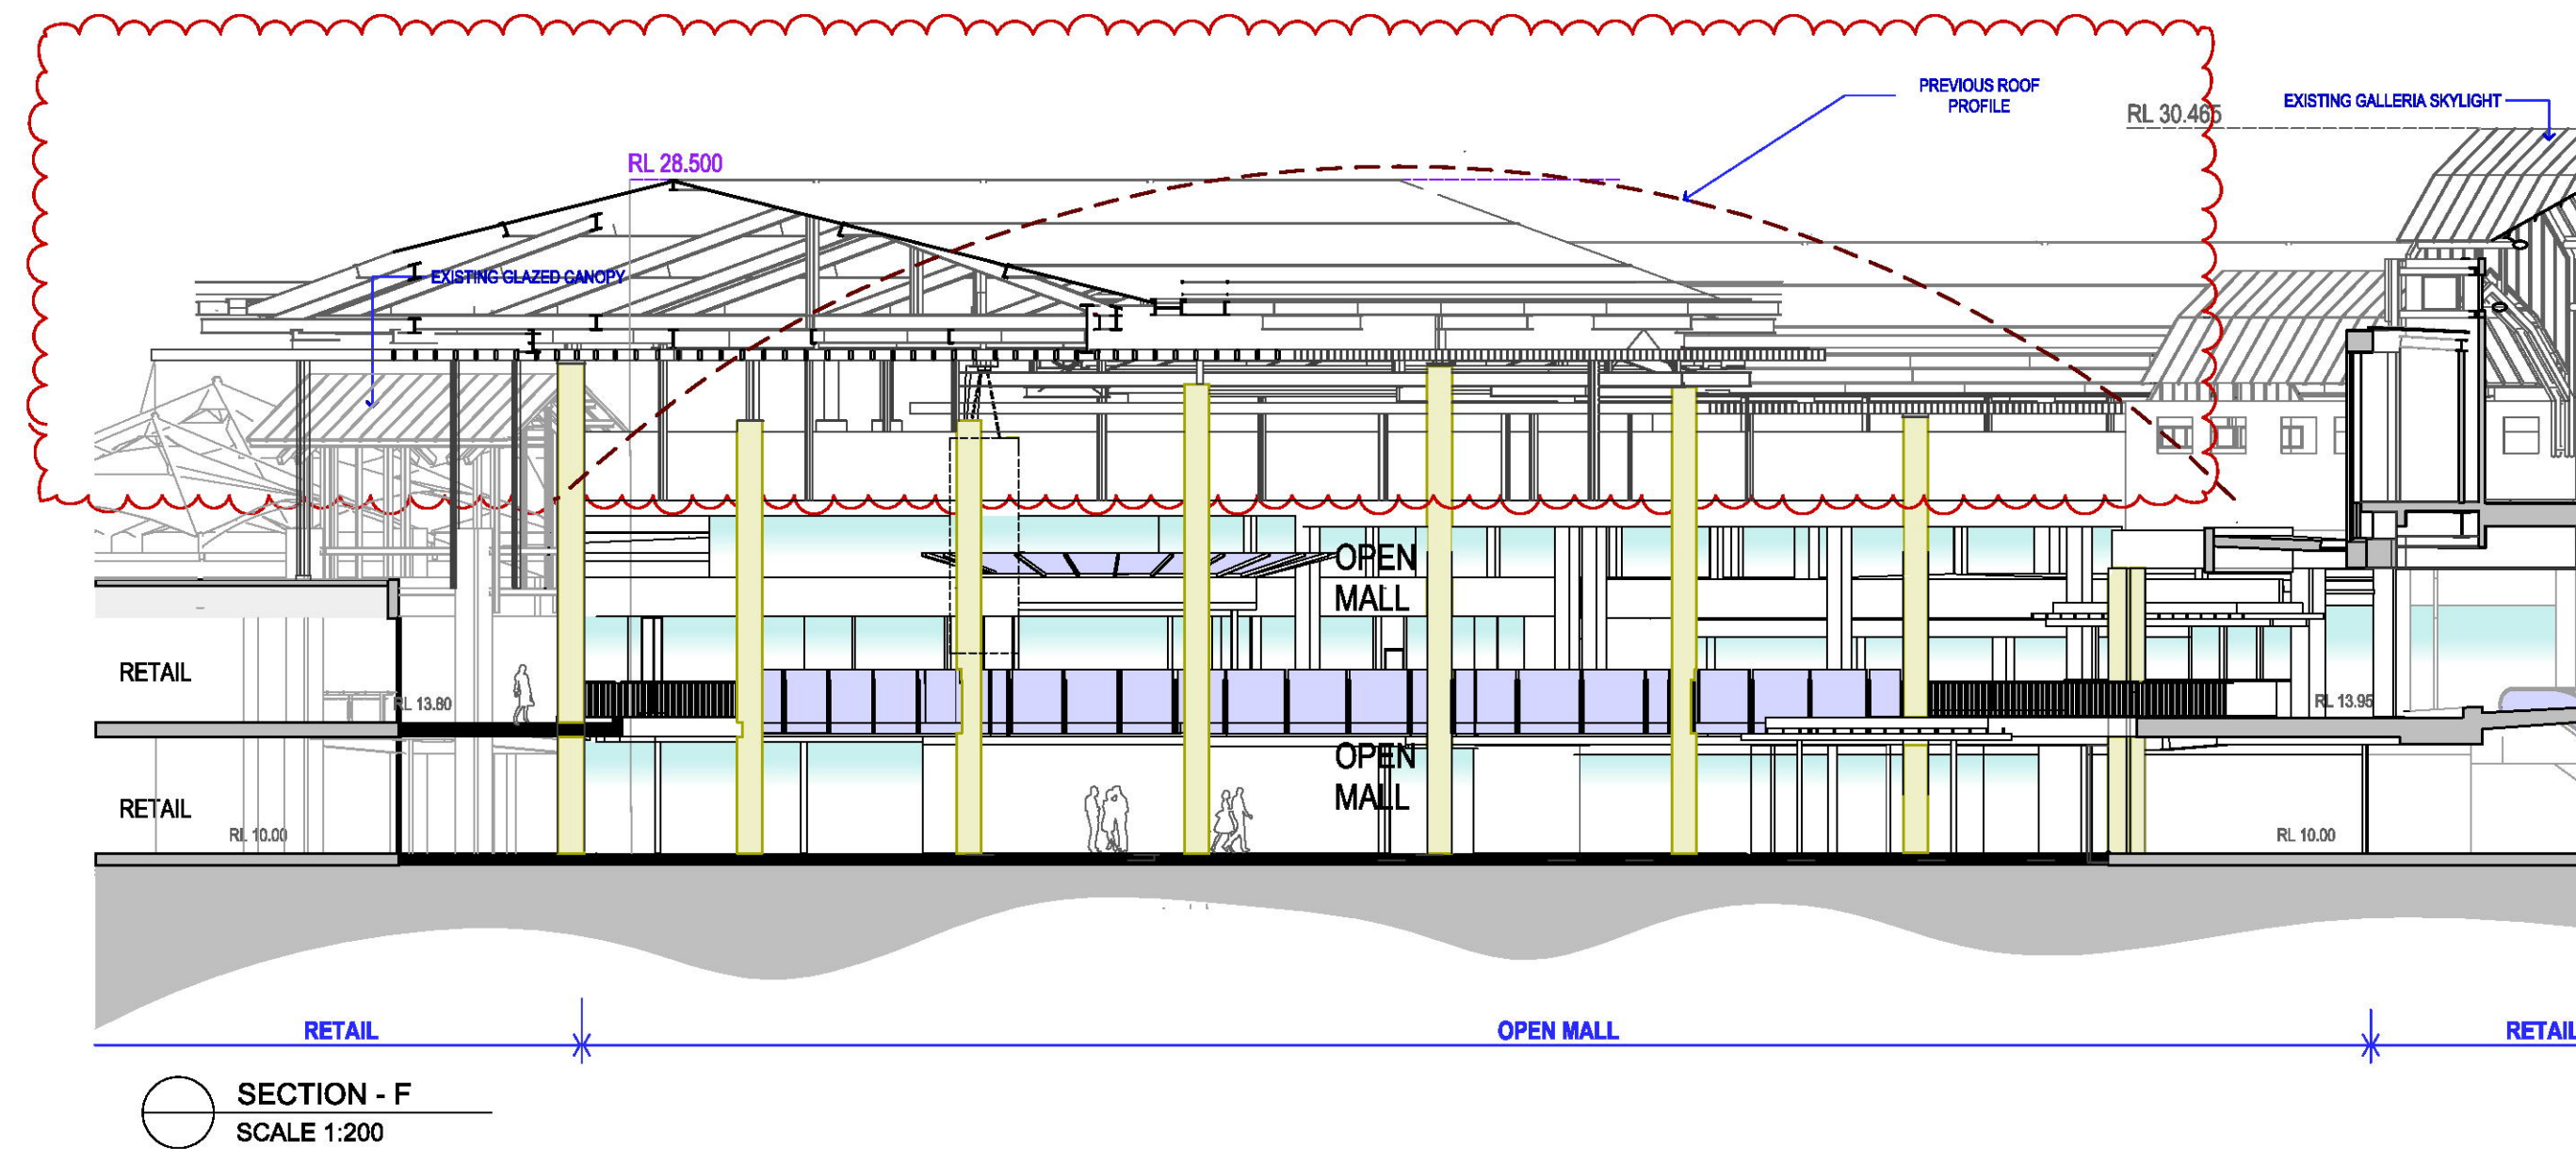 PREVIOUS ROOF
PROFILE
EXISTING GALLERIA SKYLIGHT
RL 30.465
RL 28.500
EXISTING GLAZED CANOPY
OPEN
MALL
RETAIL
RL 13.80
RL 13.95
OPEN
MALL
RETAIL
RL 10.00
RL 10.00
RETAIL
OPEN MALL
RETAIL
SECTION - F
SCALE 1:200